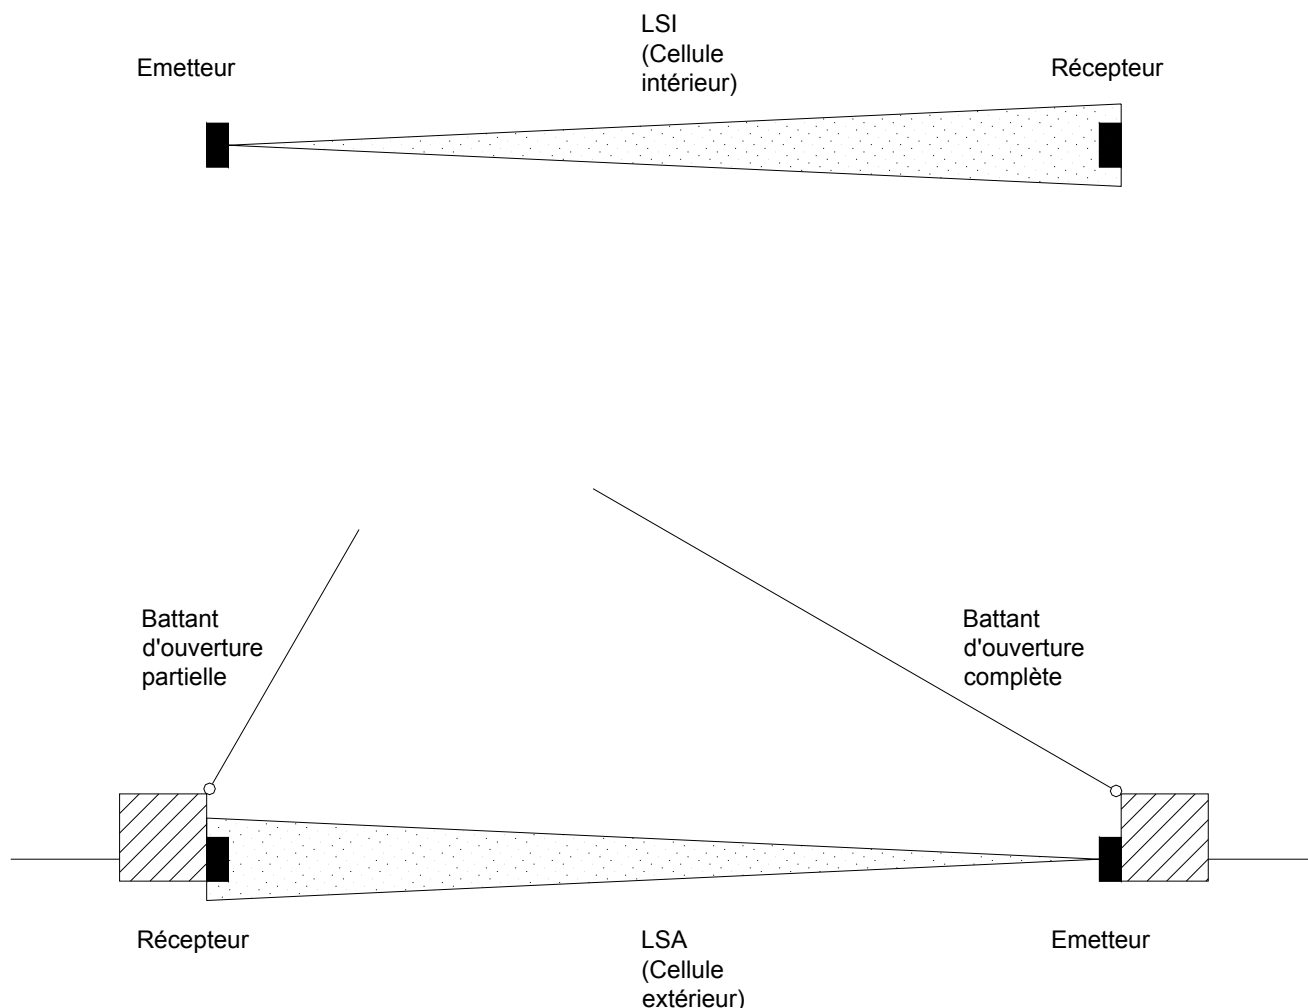 LSI
(Cellule
intérieur)
Emetteur
Récepteur
Battant
d'ouverture
partielle
Battant
d'ouverture
complète
Récepteur
LSA
(Cellule
extérieur)
Emetteur